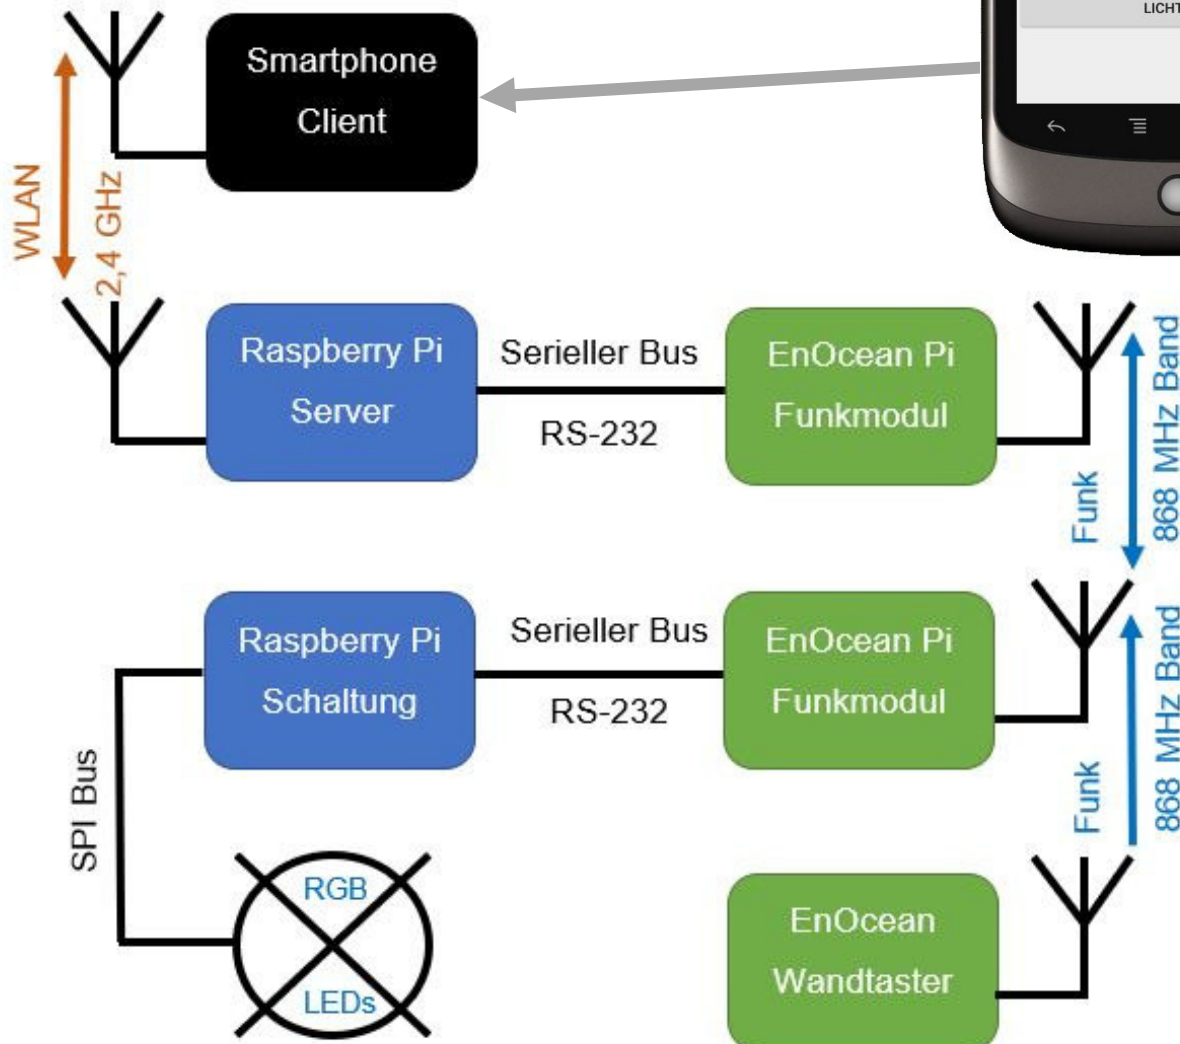 LICHT
Smartphone
Client
WLAN
2,4 GHz
Raspberry Pi
Server
Serieller Bus
RS-232
EnOcean Pi
Funkmodul
Funk
868 MHz Band
Raspberry Pi
Schaltung
Serieller Bus
RS-232
EnOcean Pi
Funkmodul
Funk
868 MHz Band
SPI Bus
RGB
LEDs
EnOcean
Wandtaster